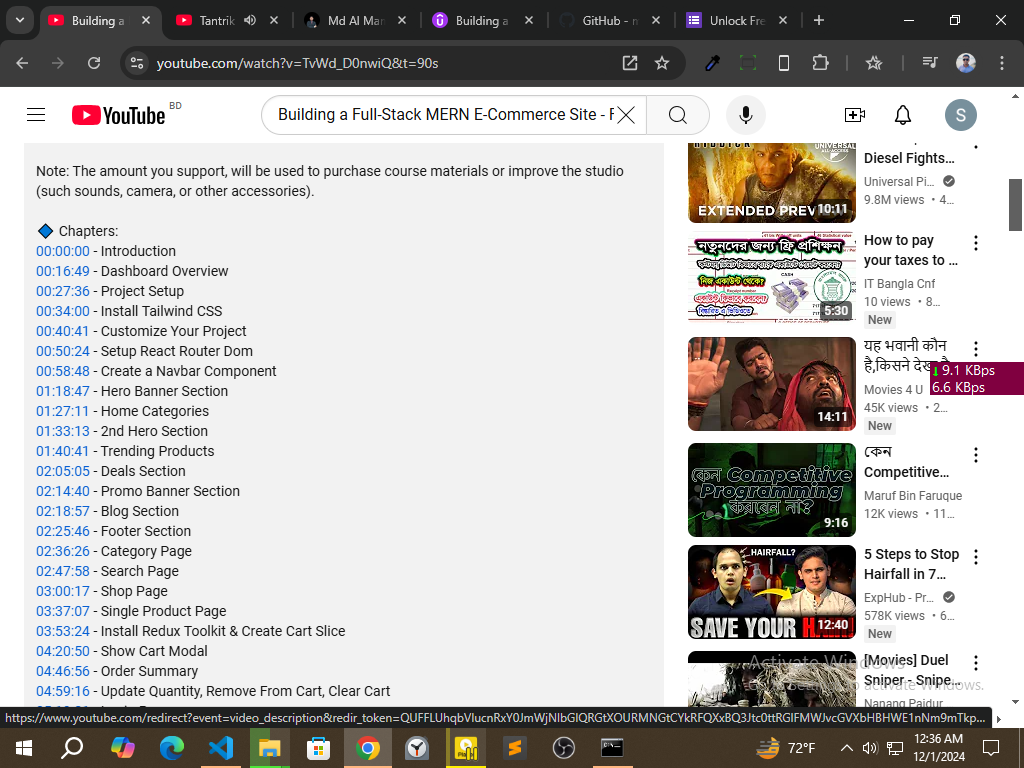 Building a
Tantrik
Md Al Mar
Building a
GitHub - m
Unlock Fre
youtube.com/watch?v=TvWd_D0nwiQ&t=90s
YouTube BD
Building a Full-Stack MERN E-Commerce Site - F
S
Note: The amount you support, will be used to purchase course materials or improve the studio
(such sounds, camera, or other accessories).
Chapters:
00:00:00 - Introduction
00:16:49 - Dashboard Overview
00:27:36 - Project Setup
00:34:00 - Install Tailwind CSS
00:40:41 - Customize Your Project
00:50:24 - Setup React Router Dom
00:58:48 - Create a Navbar Component
01:18:47 - Hero Banner Section
01:27:11 - Home Categories
01:33:13 - 2nd Hero Section
01:40:41 - Trending Products
02:05:05 - Deals Section
02:14:40 - Promo Banner Section
02:18:57 - Blog Section
02:25:46 - Footer Section
02:36:26 - Category Page
02:47:58 - Search Page
03:00:17 - Shop Page
03:37:07 - Single Product Page
03:53:24 - Install Redux Toolkit & Create Cart Slice
04:20:50 - Show Cart Modal
04:46:56 - Order Summary
04:59:16 - Update Quantity, Remove From Cart, Clear Cart
EXTENDED PREV
10:11
Diesel Fights…
Universal Pi…
9.8M views • 4…
নতুনদের জন্য ফ্রি প্রশিক্ষন
CASH
5:30
How to pay
your taxes to …
IT Bangla Cnf
10 views • 8…
New
14:11
यह भवानी कौन
Movies 4 U
45K views • 2…
New
9.1 KBps
6.6 KBps
কেন Competitive
Programming
করবেন না?
9:16
কেন
Competitive…
Maruf Bin Faruque
12K views • 11…
HAIRFALL?
SAVE YOUR
12:40
5 Steps to Stop
Hairfall in 7…
ExpHub - Pr…
578K views • 6…
New
[Movies] Duel
Sniper - Snipe…
Nanang Paidur
Activate Windows
activate Windows.
https://www.youtube.com/redirect?event=video_description&redir_token=
72°F
12:36 AM
12/1/2024